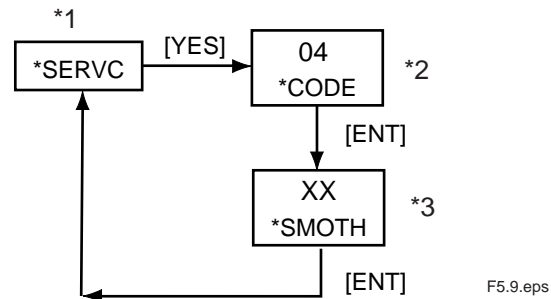 *1
*SERVC
[YES]
04
*CODE
*2
[ENT]
XX
*SMOTH
*3
[ENT]
F5.9.eps